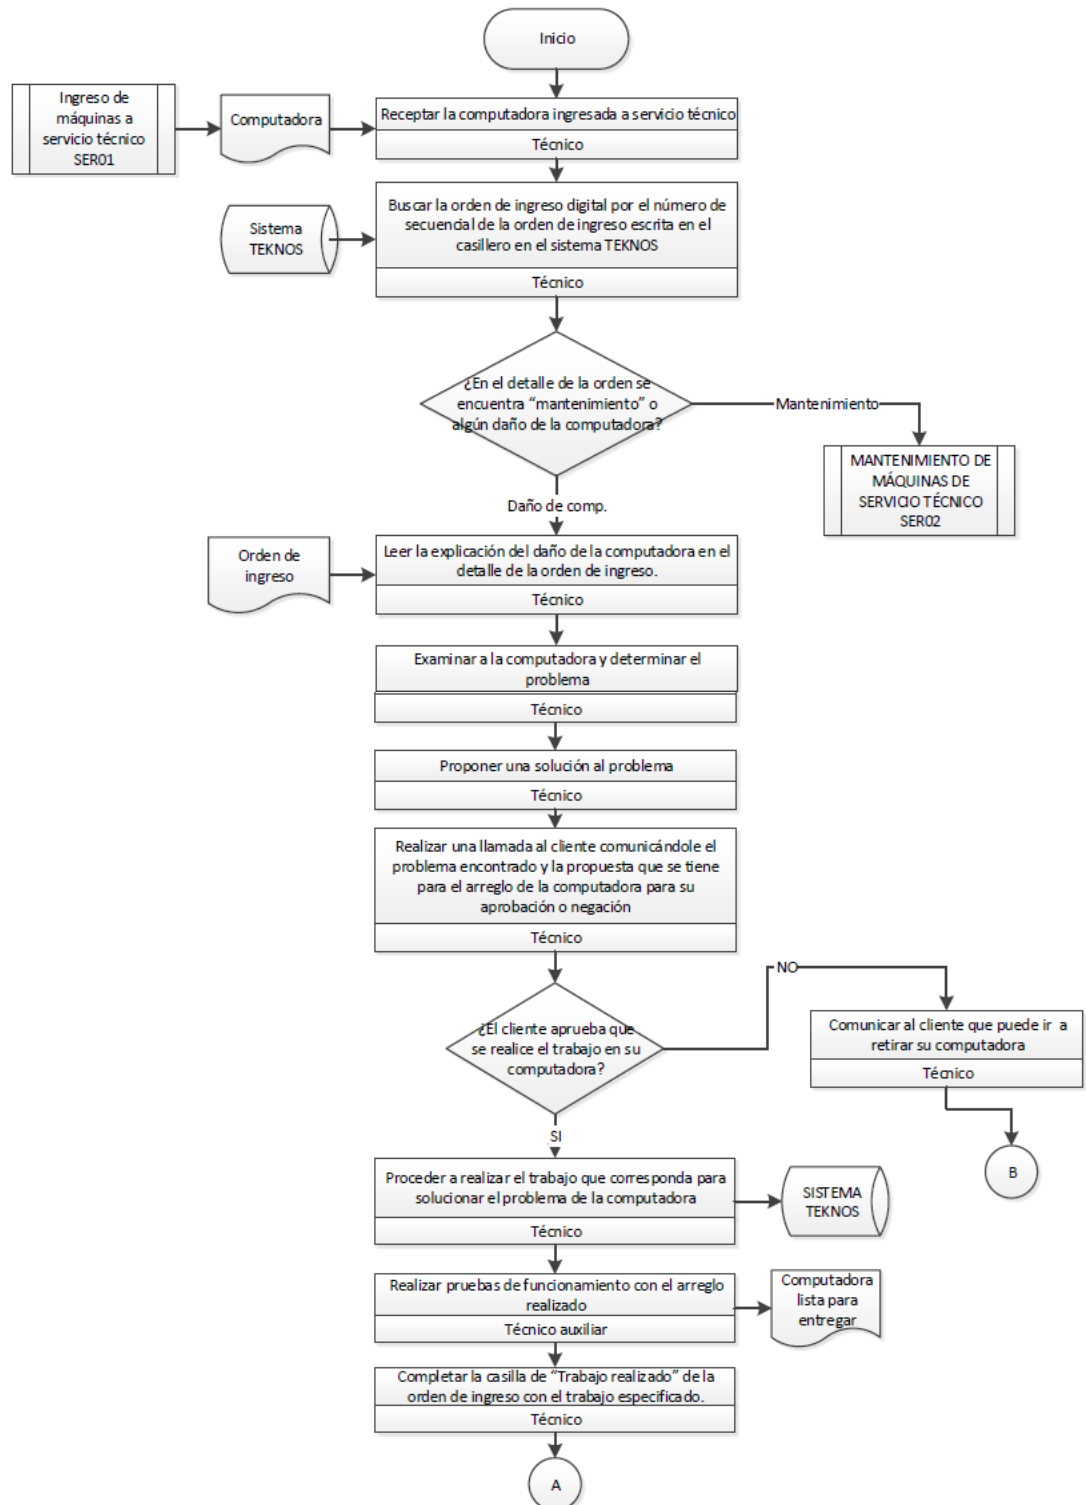 Inicio
Ingreso de
máquinas a
servicio técnico
SER01
Computadora
Receptar la computadora ingresada a servicio técnico
Técnico
Sistema
TEKNOS
Buscar la orden de ingreso digital por el número de
secuencial de la orden de ingreso escrita en el
casillero en el sistema TEKNOS
Técnico
¿En el detalle de la orden se
encuentra “mantenimiento” o
algún daño de la computadora?
Mantenimiento
MANTENIMIENTO DE
MÁQUINAS DE
SERVICIO TÉCNICO
SER02
Daño de comp.
Orden de
ingreso
Leer la explicación del daño de la computadora en el
detalle de la orden de ingreso.
Técnico
Examinar a la computadora y determinar el
problema
Técnico
Proponer una solución al problema
Técnico
Realizar una llamada al cliente comunicándole el
problema encontrado y la propuesta que se tiene
para el arreglo de la computadora para su
aprobación o negación
Técnico
¿El cliente aprueba que
se realice el trabajo en su
computadora?
NO
Comunicar al cliente que puede ir a
retirar su computadora
Técnico
B
SI
Proceder a realizar el trabajo que corresponda para
solucionar el problema de la computadora
Técnico
SISTEMA
TEKNOS
Realizar pruebas de funcionamiento con el arreglo
realizado
Técnico auxiliar
Computadora
lista para
entregar
Completar la casilla de “Trabajo realizado” de la
orden de ingreso con el trabajo especificado.
Técnico
A